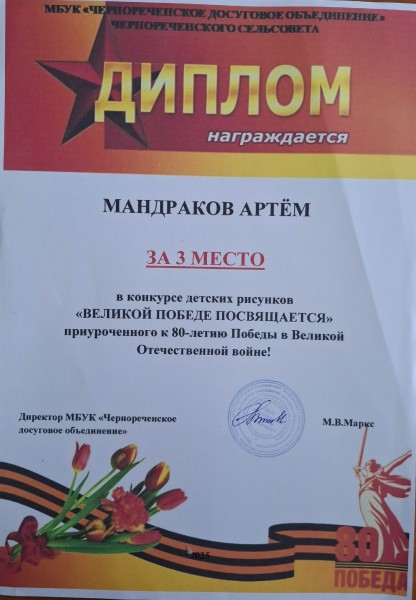 МБУК «ЧЕРНОРЕЧЕНСКОЕ ДОСУГОВОЕ ОБЪЕДИНЕНИЕ»
ЧЕРНОРЕЧЕНСКОГО СЕЛЬСОВЕТА
ДИПЛОМ
награждается
МАНДРАКОВ АРТЁМ
ЗА 3 МЕСТО
в конкурсе детских рисунков
«ВЕЛИКОЙ ПОБЕДЕ ПОСВЯЩАЕТСЯ»
приуроченного к 80-летию Победы в Великой
Отечественной войне!
Директор МБУК «Чернореченское
досуговое объединение»
М.В.Маркс
2025
80
ПОБЕДА